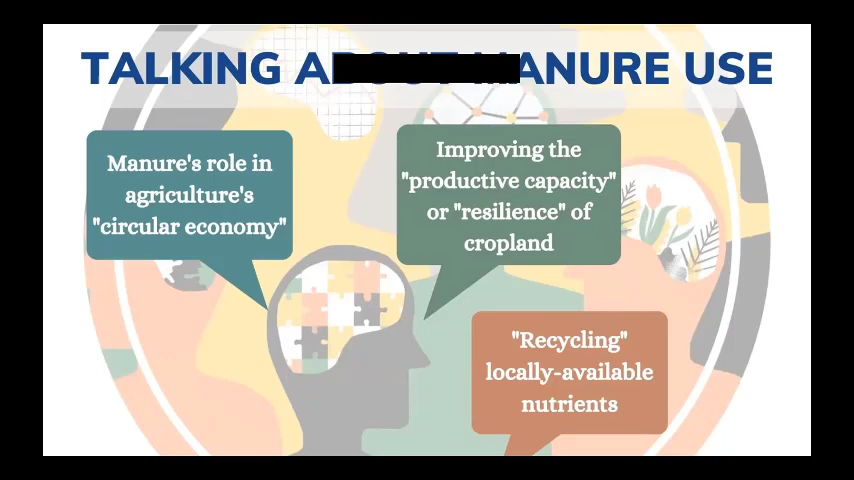 TALKING MANURE USE
Manure's role in
agriculture's
"circular economy"
Improving the
"productive capacity"
or "resilience" of
cropland
"Recycling"
locally-available
nutrients